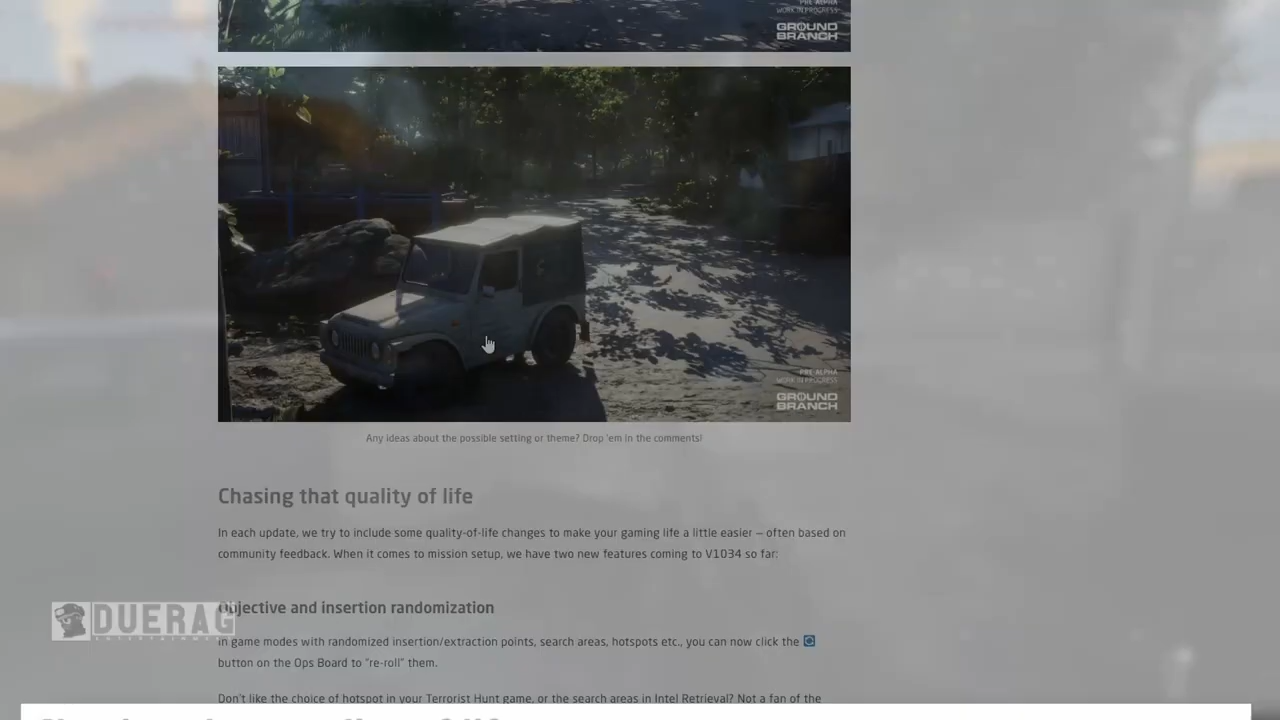 PRE-ALPHA
WORK IN PROGRESS
GROUND
BRANCH
PRE-ALPHA
WORK IN PROGRESS
GROUND
BRANCH
Any ideas about the possible setting or theme? Drop 'em in the comments!
Chasing that quality of life
In each update, we try to include some quality-of-life changes to make your gaming life a little easier — often based on
community feedback. When it comes to mission setup, we have two new features coming to V1034 so far:
Objective and insertion randomization
DUERAG
ENTERTAINMENT
In game modes with randomized insertion/extraction points, search areas, hotspots etc., you can now click the
button on the Ops Board to "re-roll" them.
Don't like the choice of hotspot in your Terrorist Hunt game, or the search areas in Intel Retrieval? Not a fan of the